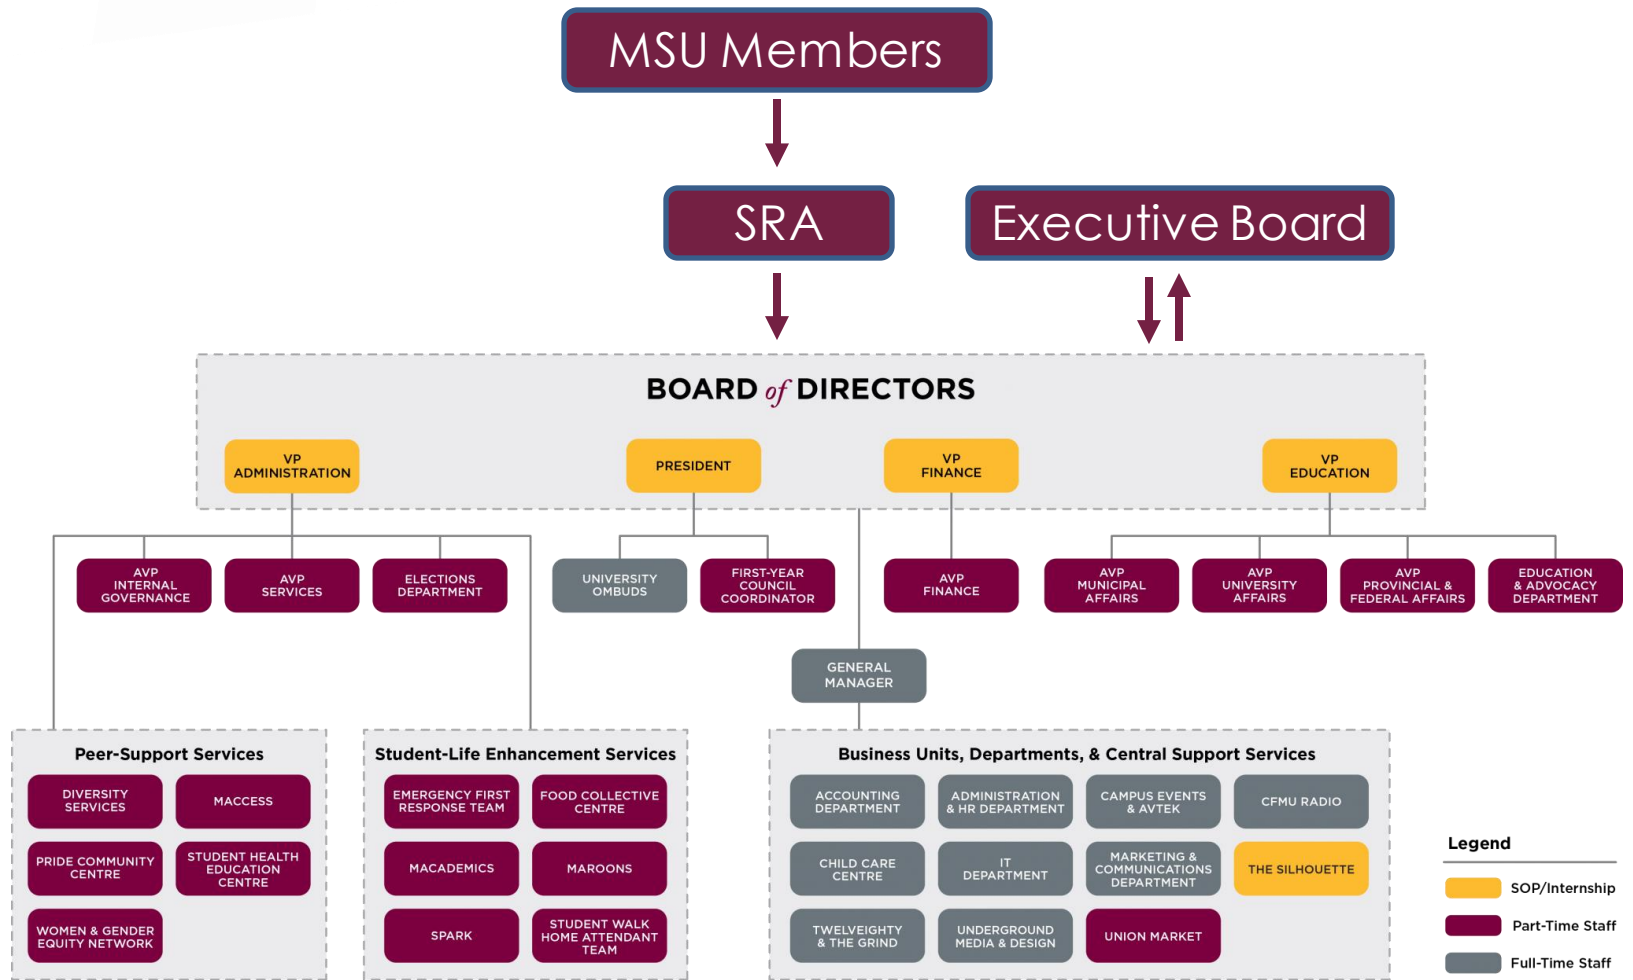 MSU Members
SRA
Executive Board
BOARD of DIRECTORS
VP
ADMINISTRATION
PRESIDENT
VP
FINANCE
VP
EDUCATION
AVP
INTERNAL
GOVERNANCE
AVP
SERVICES
ELECTIONS
DEPARTMENT
UNIVERSITY
OMBUDS
FIRST-YEAR
COUNCIL
COORDINATOR
AVP
FINANCE
AVP
MUNICIPAL
AFFAIRS
AVP
UNIVERSITY
AFFAIRS
AVP
PROVINCIAL &
FEDERAL AFFAIRS
EDUCATION
& ADVOCACY
DEPARTMENT
GENERAL
MANAGER
Peer-Support Services
DIVERSITY
SERVICES
MACCESS
PRIDE COMMUNITY
CENTRE
STUDENT HEALTH
EDUCATION
CENTRE
WOMEN & GENDER
EQUITY NETWORK
Student-Life Enhancement Services
EMERGENCY FIRST
RESPONSE TEAM
FOOD COLLECTIVE
CENTRE
MACADEMICS
MAROONS
SPARK
STUDENT WALK
HOME ATTENDANT
TEAM
Business Units, Departments, & Central Support Services
ACCOUNTING
DEPARTMENT
ADMINISTRATION
& HR DEPARTMENT
CAMPUS EVENTS
& AVTEK
CFMU RADIO
CHILD CARE
CENTRE
IT
DEPARTMENT
MARKETING &
COMMUNICATIONS
DEPARTMENT
THE SILHOUETTE
TWELVEIGHTY
& THE GRIND
UNDERGROUND
MEDIA & DESIGN
UNION MARKET
Legend
SOP/Internship
Part-Time Staff
Full-Time Staff